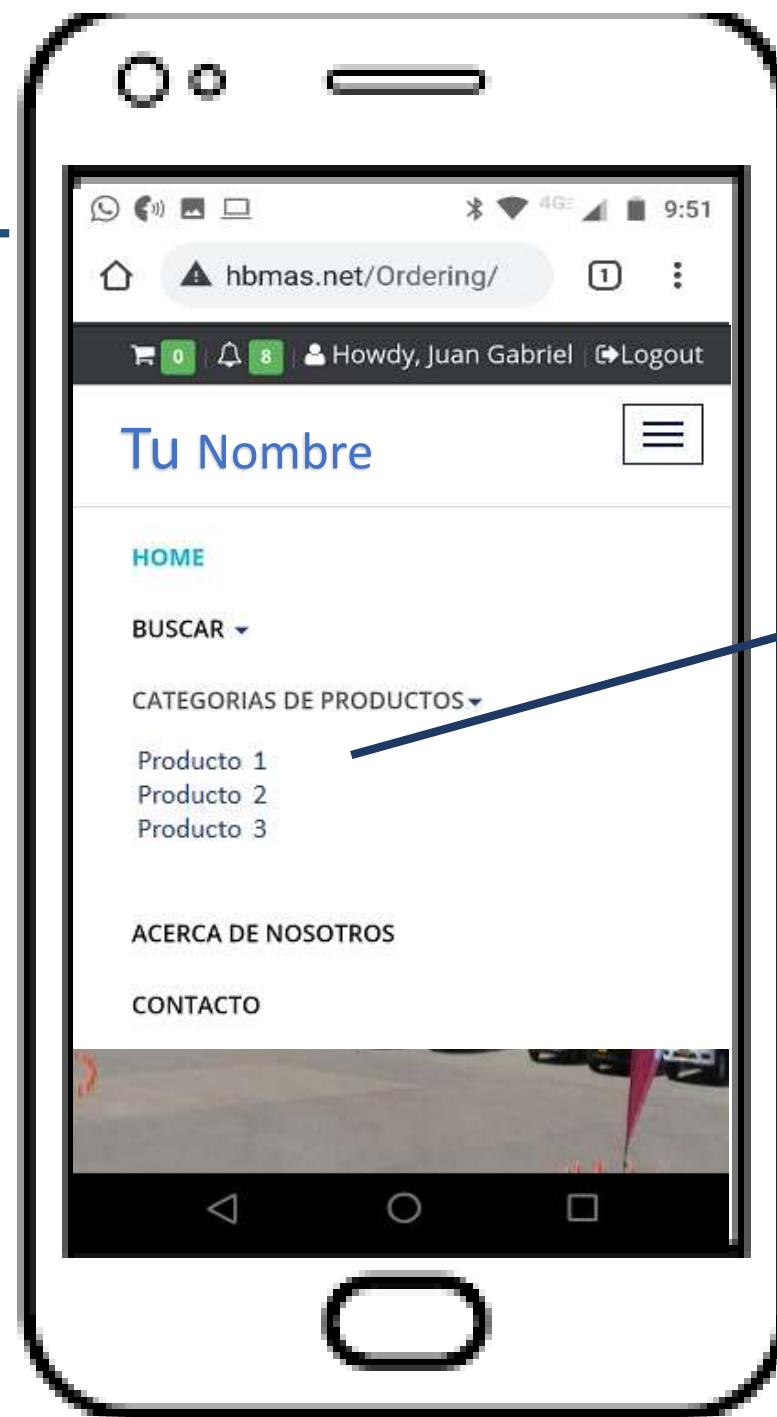 4G 9:51
hbmas.net/Ordering/ 1
0 | 8 | Howdy, Juan Gabriel | Logout
Tu Nombre
HOME
BUSCAR
CATEGORIAS DE PRODUCTOS
Producto 1
Producto 2
Producto 3
ACERCA DE NOSOTROS
CONTACTO